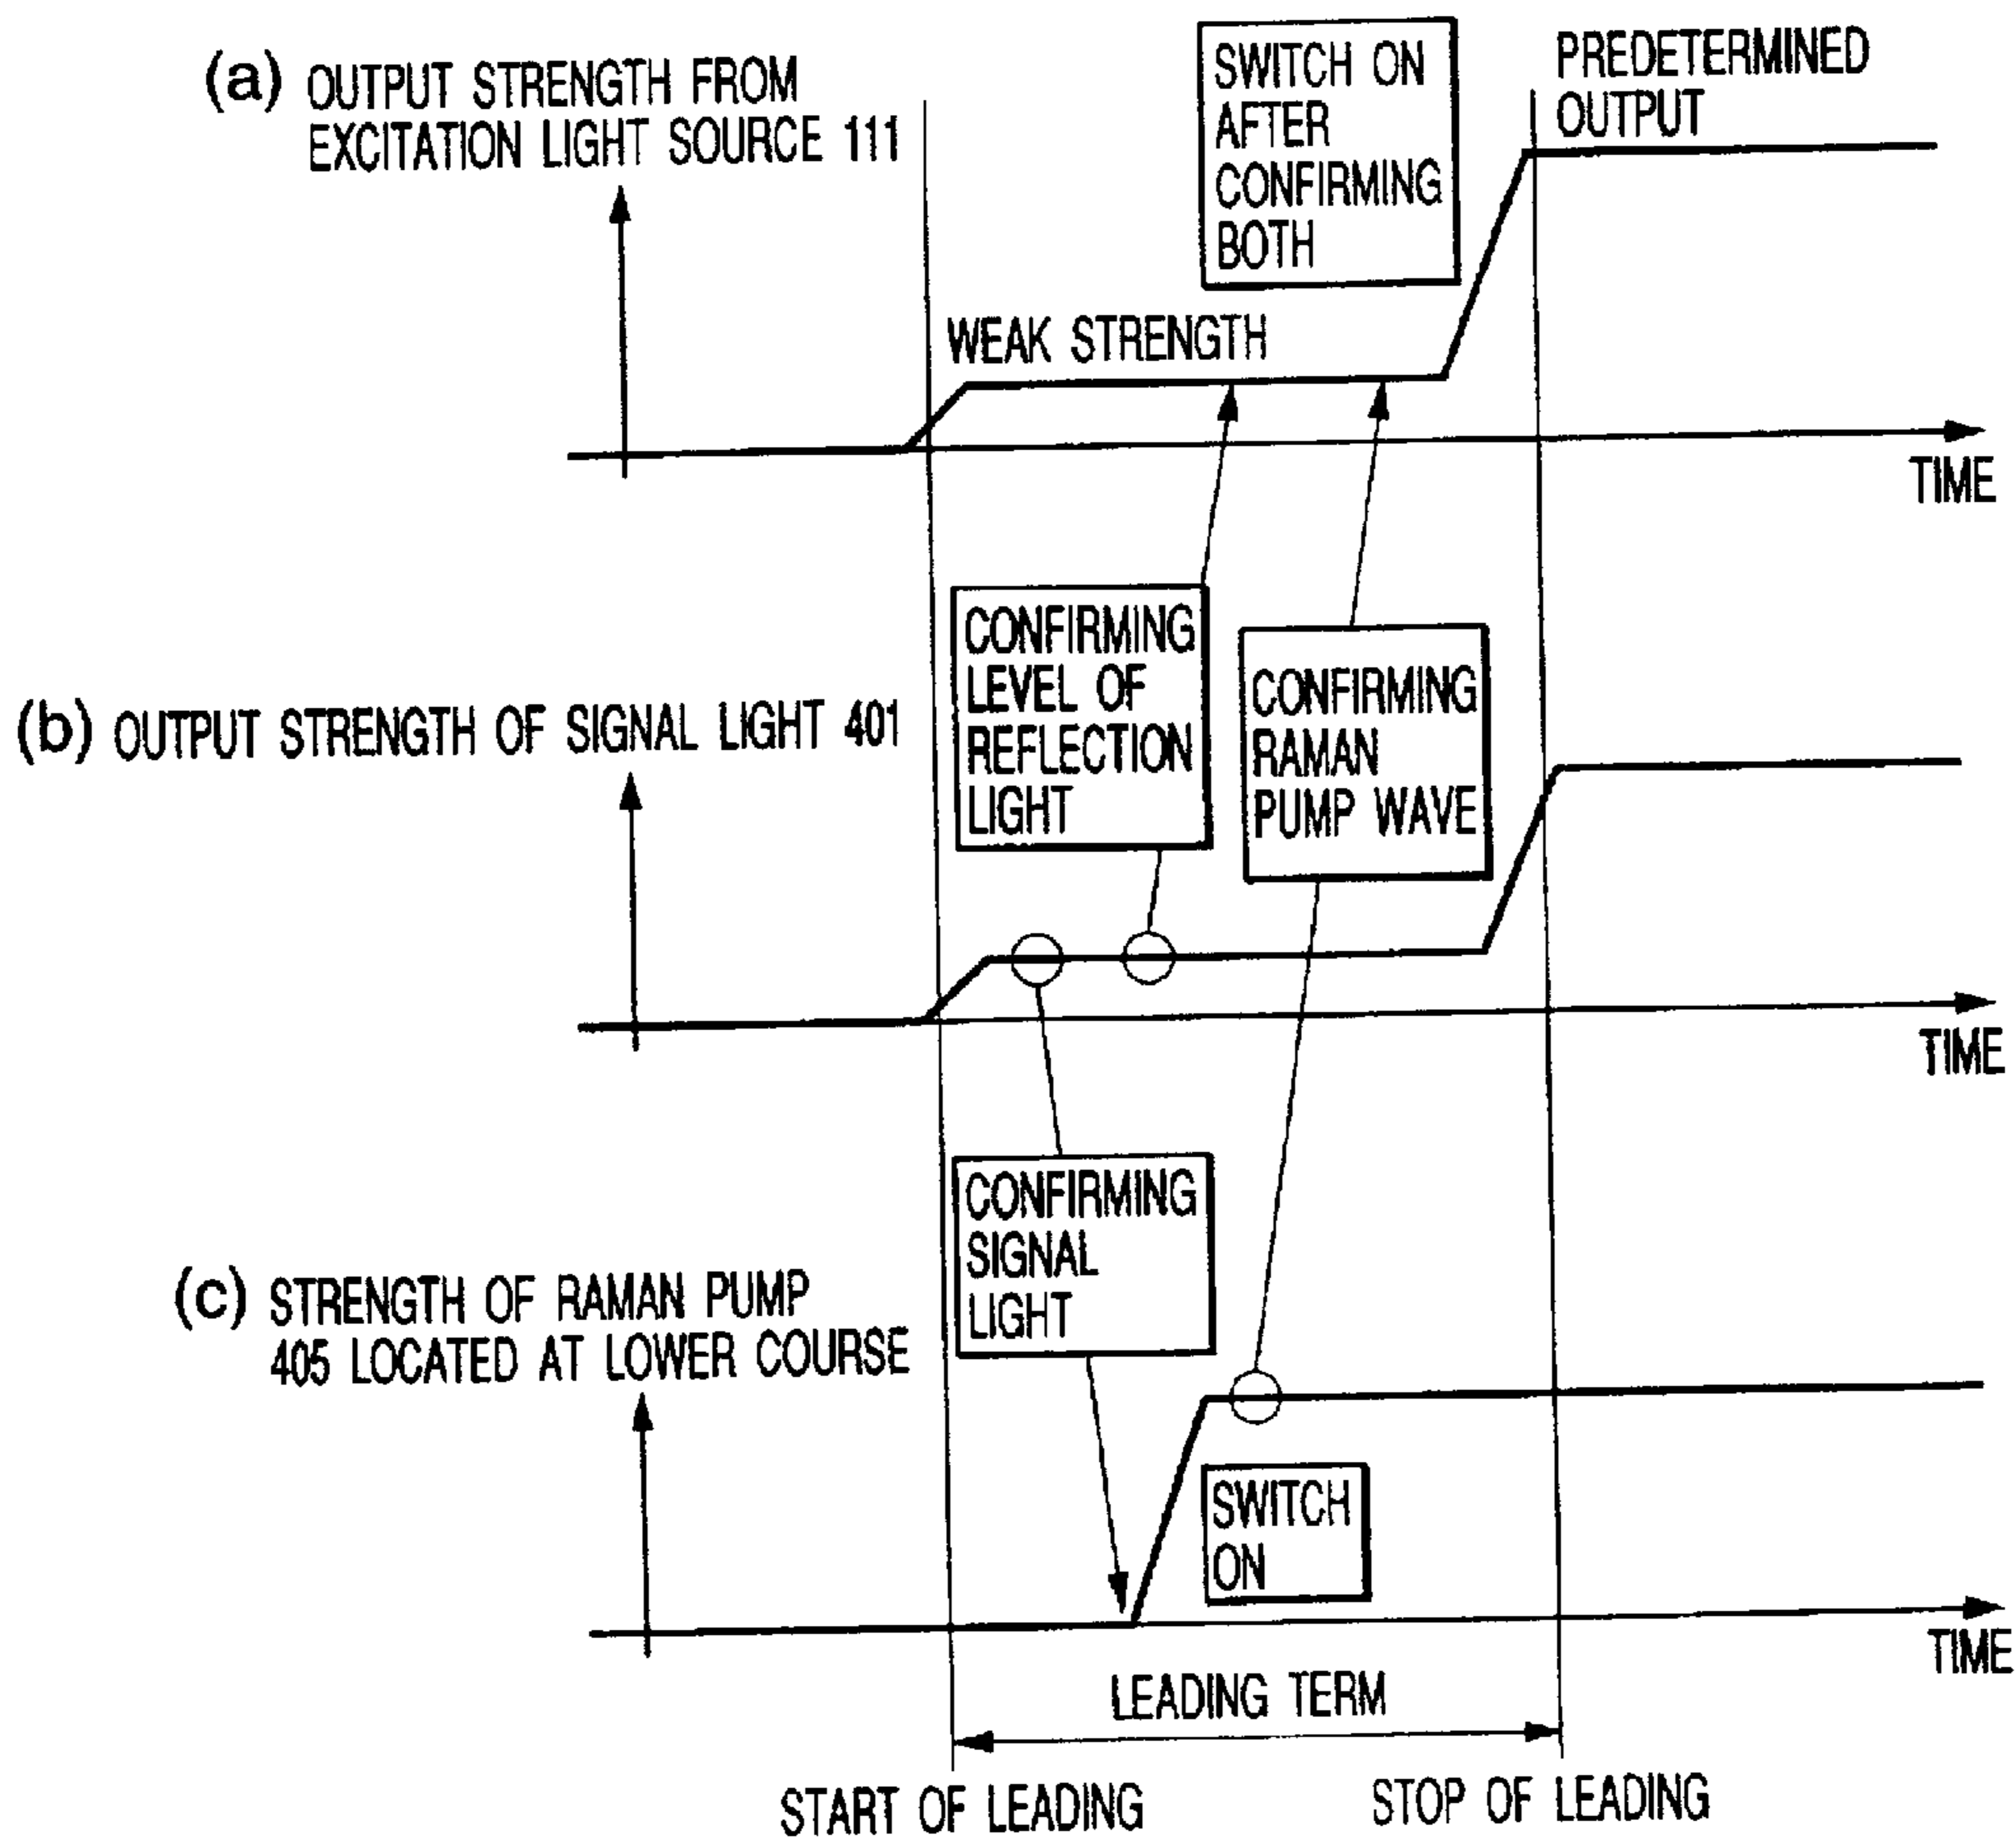 (a) OUTPUT STRENGTH FROM
EXCITATION LIGHT SOURCE 111
SWITCH ON
AFTER
CONFIRMING
BOTH
PREDETERMINED
OUTPUT
WEAK STRENGTH
TIME
CONFIRMING
LEVEL OF
REFLECTION
LIGHT
CONFIRMING
RAMAN
PUMP WAVE
(b) OUTPUT STRENGTH OF SIGNAL LIGHT 401
TIME
CONFIRMING
SIGNAL
LIGHT
(c) STRENGTH OF RAMAN PUMP
405 LOCATED AT LOWER COURSE
SWITCH
ON
TIME
LEADING TERM
START OF LEADING
STOP OF LEADING